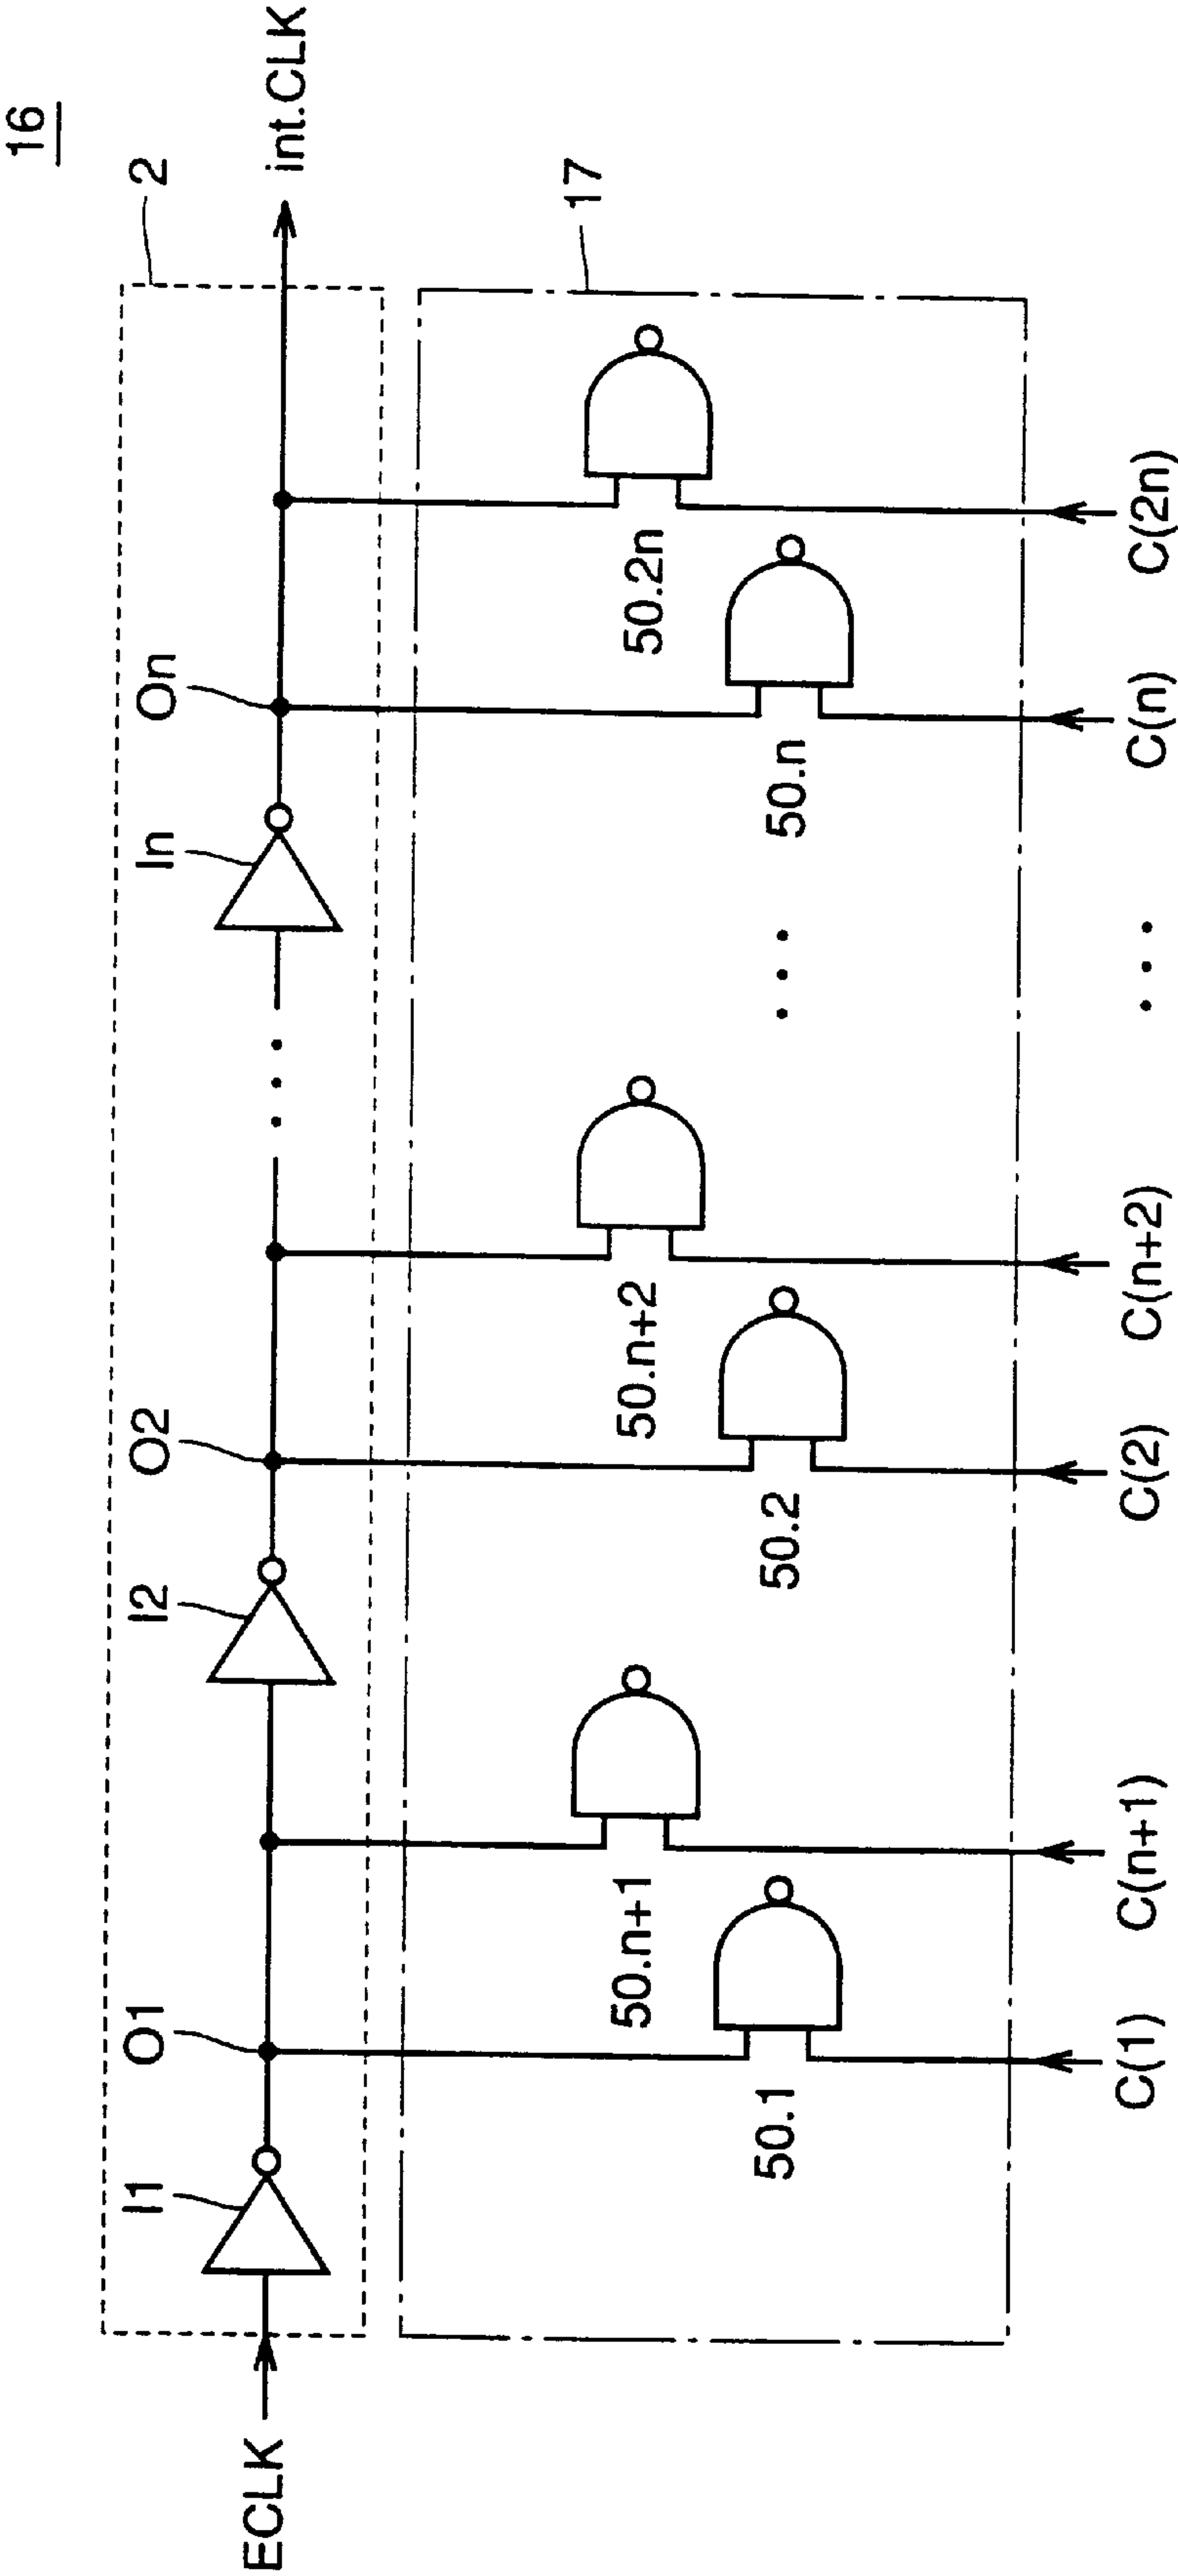 16
2
int.CLK
I1
O1
I2
O2
In
On
ECLK
17
50.n+1
50.n+2
50.2n
50.1
50.2
50.n
. . .
C(1)
C(n+1)
C(2)
C(n+2)
. . .
C(n)
C(2n)